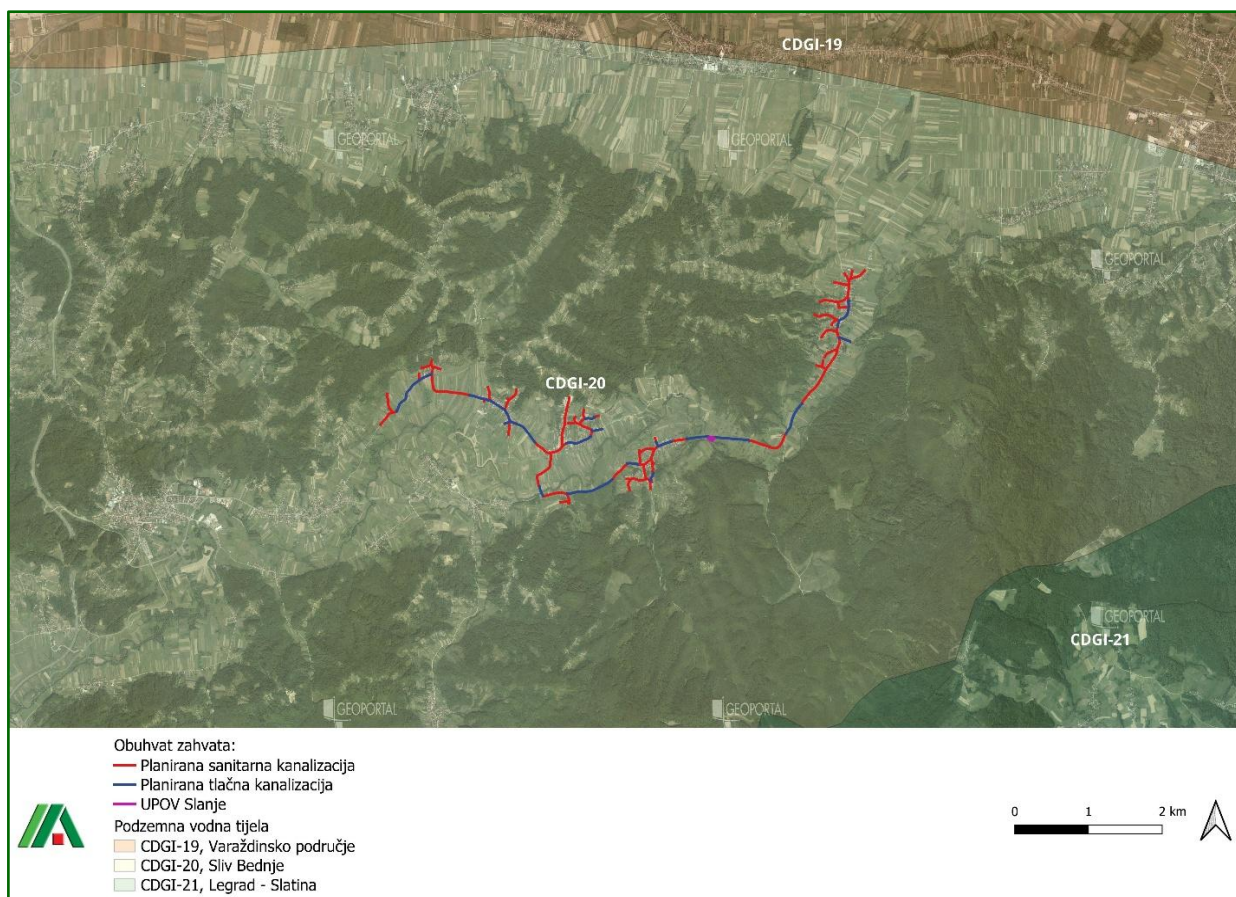 CDGI-19
GEOPORTAL
GEOPORTAL
GEOPORTAL
CDGI-20
GEOPORTAL
CDGI-21
GEOPORTAL
GEOPORTAL
Obuhvat zahvata:
Planirana sanitarna kanalizacija
Planirana tlačna kanalizacija
UPOV Slanje
Podzemna vodna tijela
CDGI-19, Varaždinsko područje
CDGI-20, Sliv Bednje
CDGI-21, Legrad - Slatina
0 1 2 km